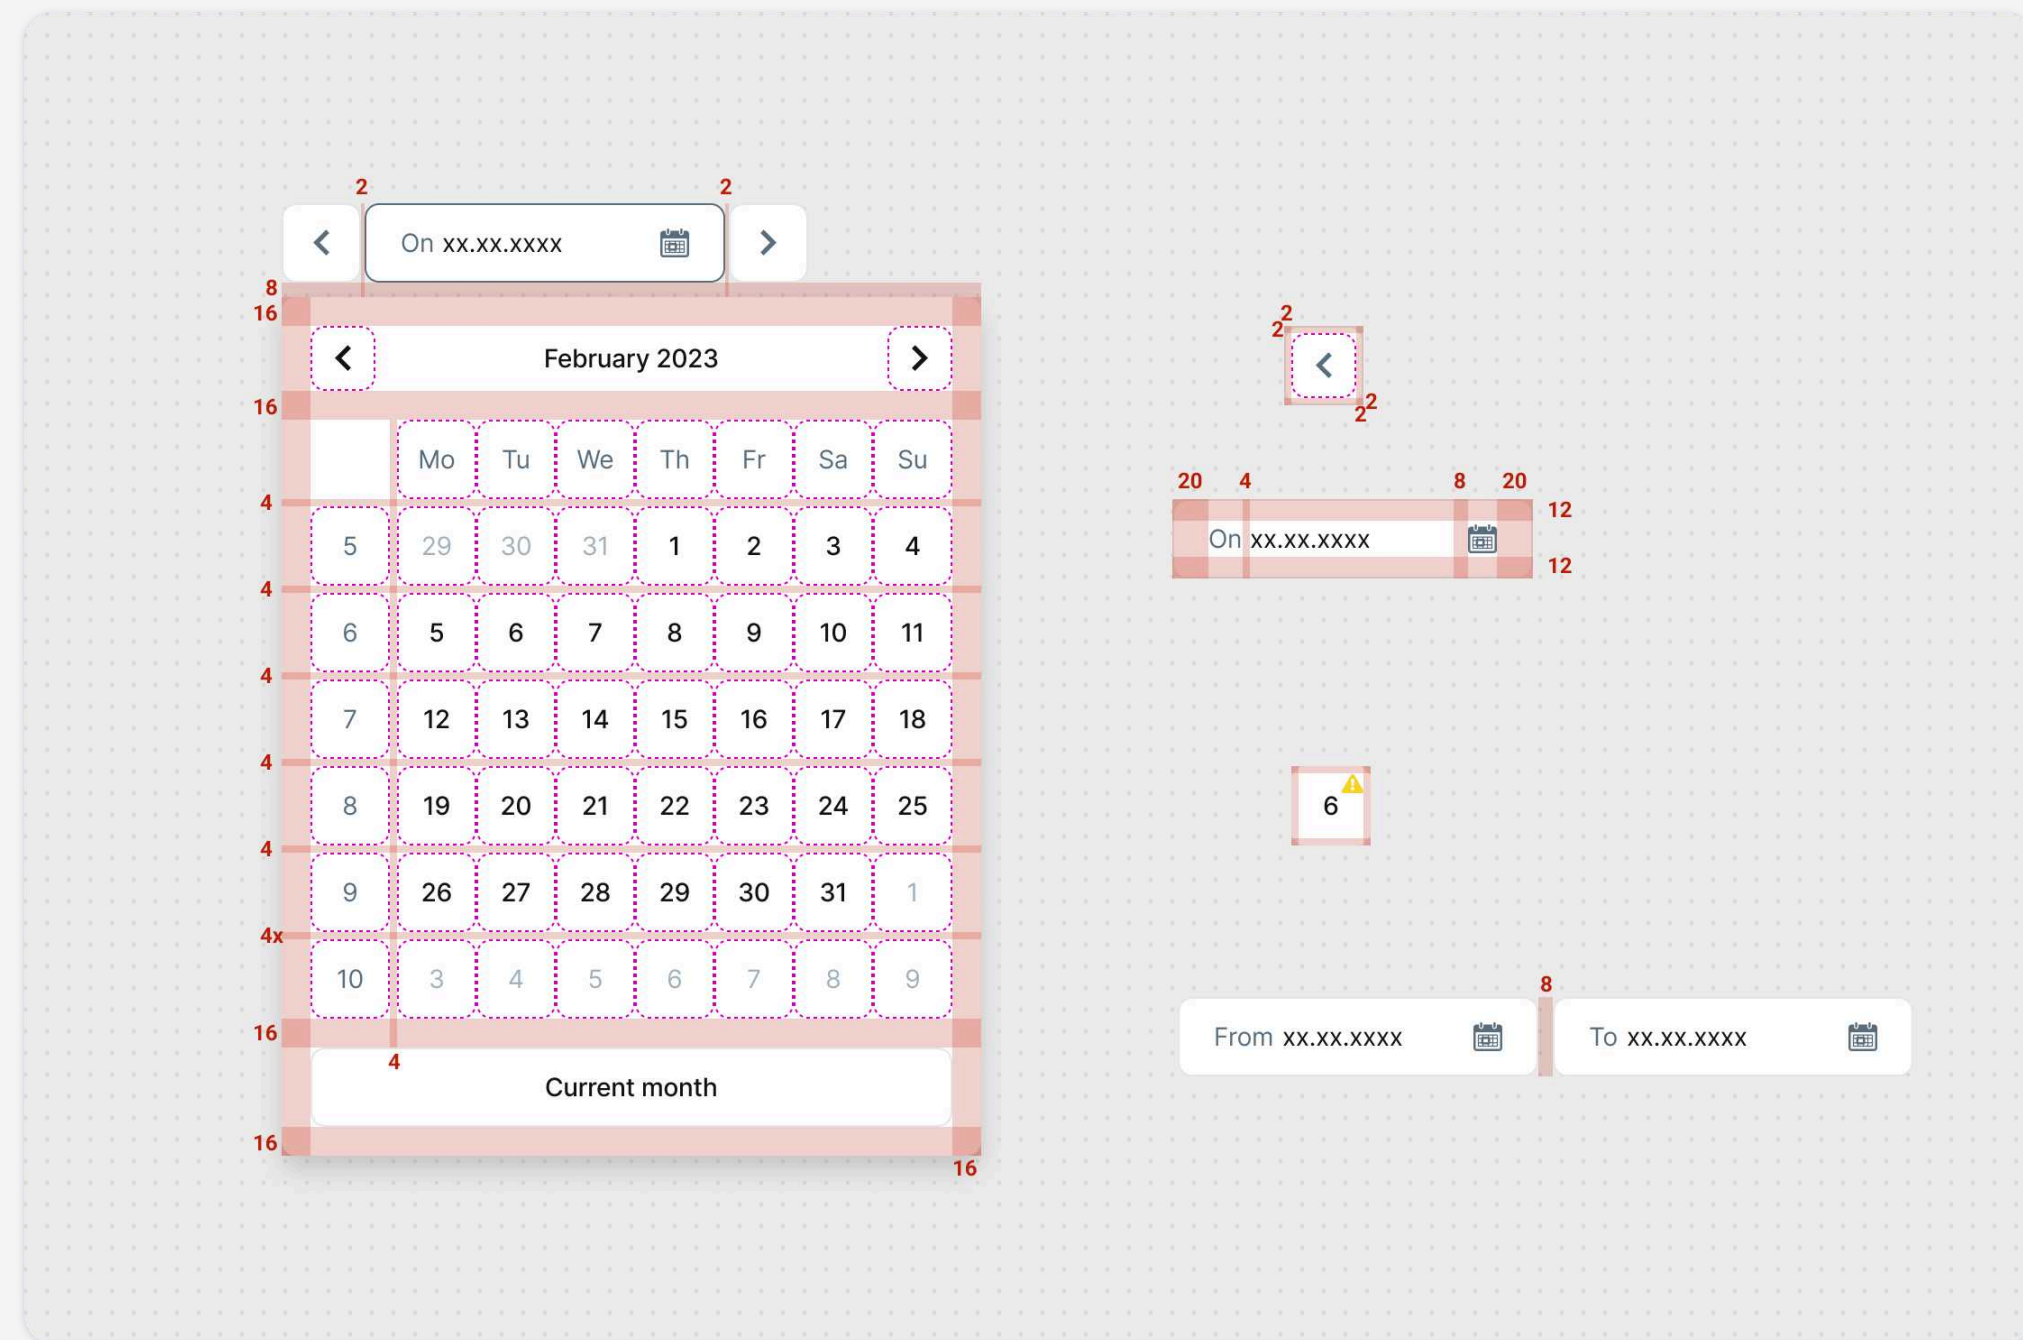 2 2
On xx.xx.xxxx
8
16
February 2023
16
Mo Tu We Th Fr Sa Su
4
5 29 30 31 1 2 3 4
4
6 5 6 7 8 9 10 11
4
7 12 13 14 15 16 17 18
4
8 19 20 21 22 23 24 25
4
9 26 27 28 29 30 31 1
4x
10 3 4 5 6 7 8 9
16
4
Current month
16
16
2
2
2
2
20 4 8 20
12
On xx.xx.xxxx
12
6
8
From xx.xx.xxxx To xx.xx.xxxx